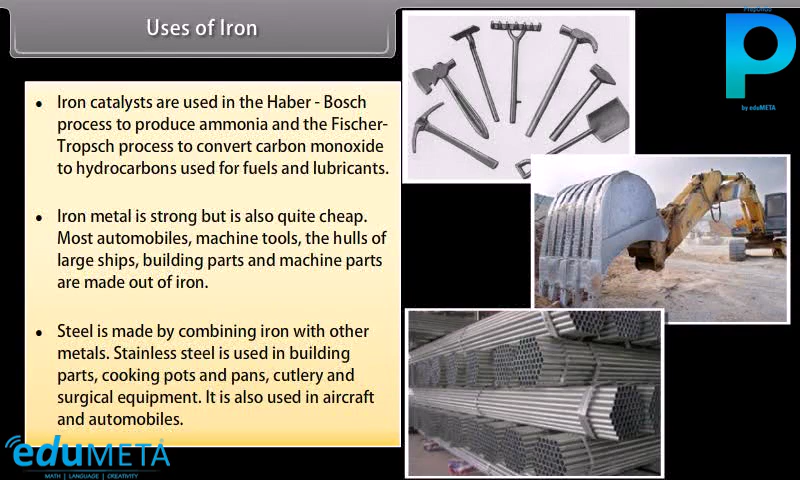 Uses of Iron
• Iron catalysts are used in the Haber - Bosch
process to produce ammonia and the Fischer-
Tropsch process to convert carbon monoxide
to hydrocarbons used for fuels and lubricants.
• Iron metal is strong but is also quite cheap.
Most automobiles, machine tools, the hulls of
large ships, building parts and machine parts
are made out of iron.
• Steel is made by combining iron with other
metals. Stainless steel is used in building
parts, cooking pots and pans, cutlery and
surgical equipment. It is also used in aircraft
and automobiles.
P
by eduMETA
eduMETA
MATH | LANGUAGE | CREATIVITY